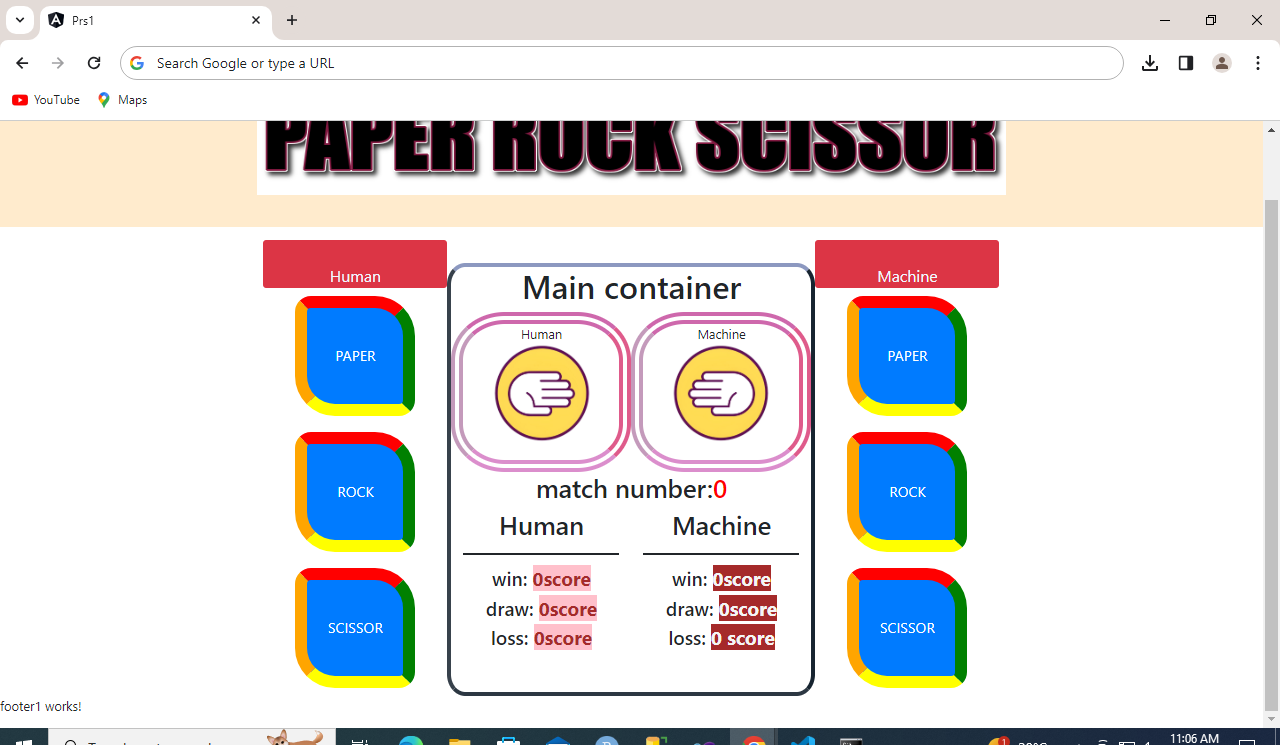 Prs1
Search Google or type a URL
YouTube
Maps
PAPER ROCK SCISSOR
Human
Machine
Main container
Human
Machine
PAPER
PAPER
ROCK
ROCK
match number:0
Human
Machine
win: 0score
win: 0score
draw: 0score
draw: 0score
loss: 0score
loss: 0 score
SCISSOR
SCISSOR
footer1 works!
11:06 AM